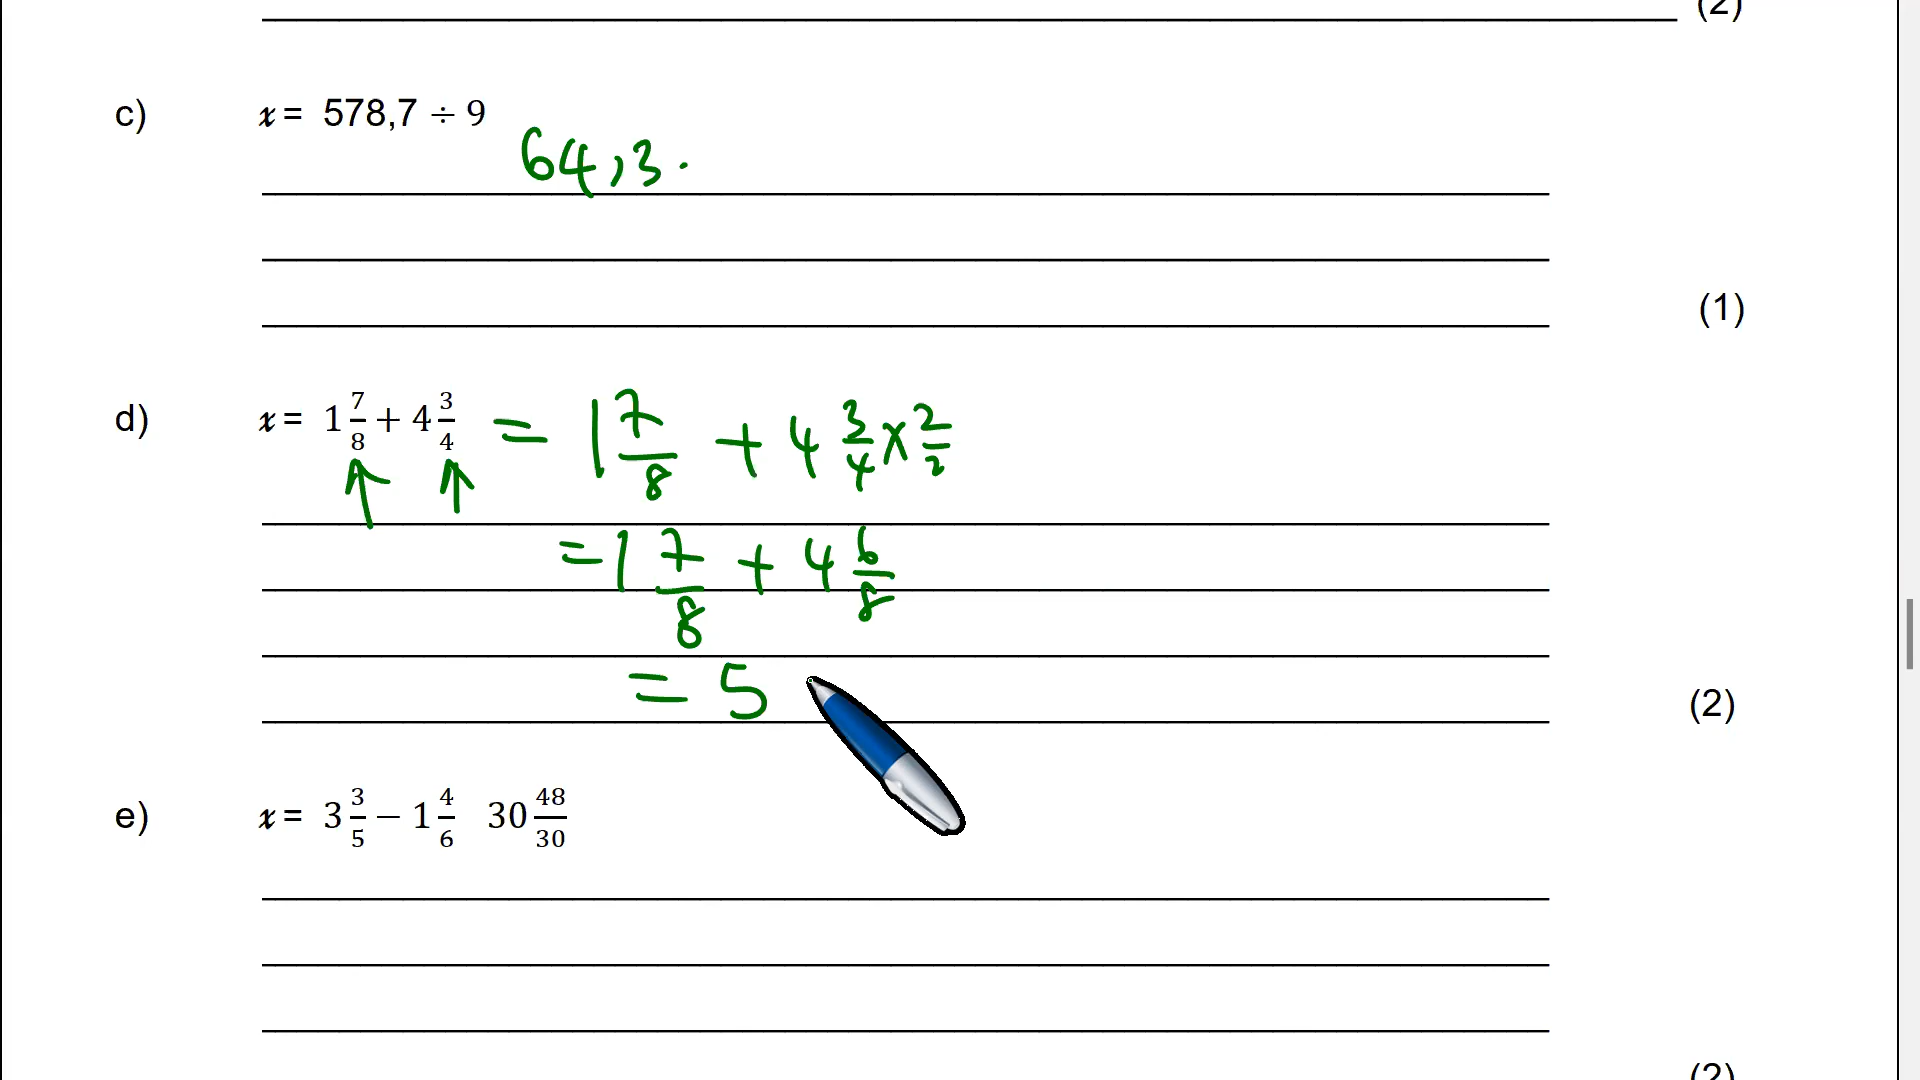 (2)
c) x = 578,7 ÷ 9
64,3.
(1)
d) x = 1 7/8 + 4 3/4 = 1 7/8 + 4 3/4 x 2/2
= 1 7/8 + 4 6/8
= 5
(2)
e) x = 3 3/5 − 1 4/6 30 48/30
(2)